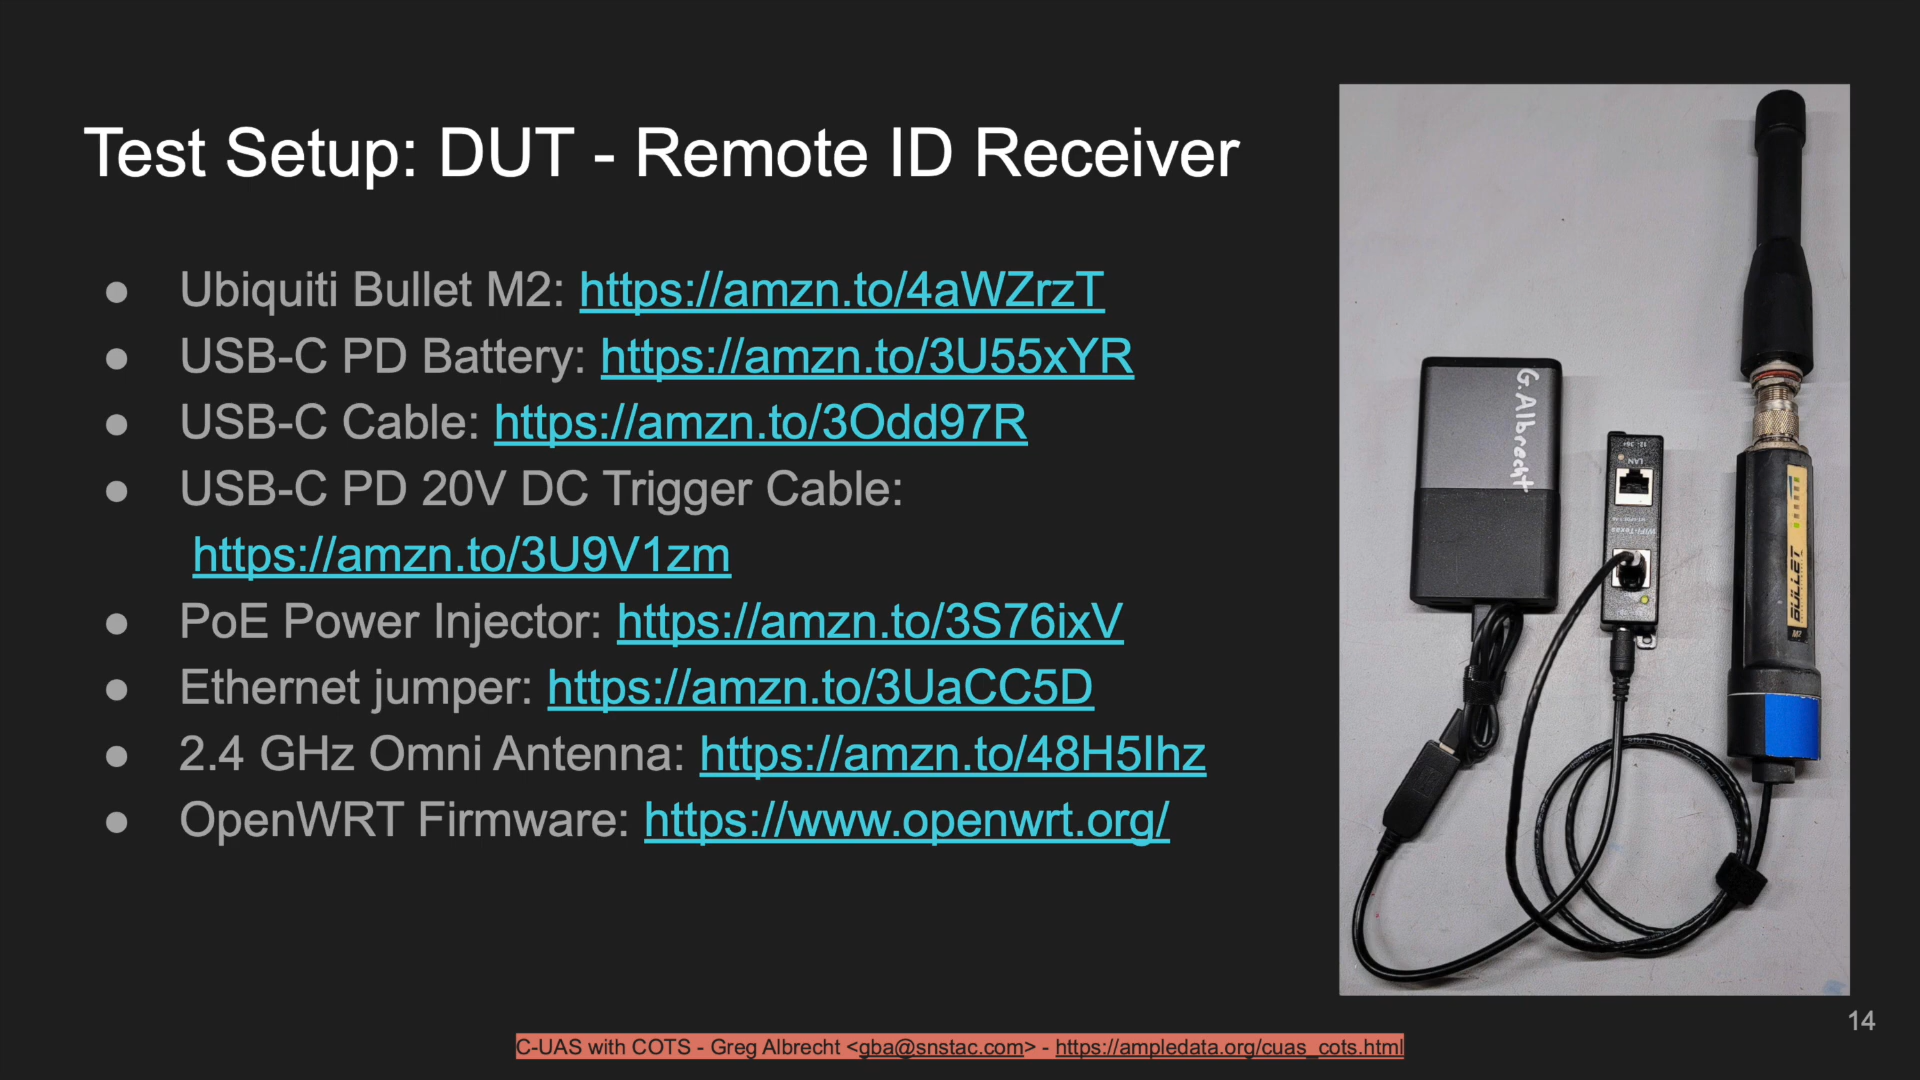 Test Setup: DUT - Remote ID Receiver
● Ubiquiti Bullet M2: https://amzn.to/4aWZrzT
● USB-C PD Battery: https://amzn.to/3U55xYR
● USB-C Cable: https://amzn.to/3Odd97R
● USB-C PD 20V DC Trigger Cable:
https://amzn.to/3U9V1zm
● PoE Power Injector: https://amzn.to/3S76ixV
● Ethernet jumper: https://amzn.to/3UaCC5D
● 2.4 GHz Omni Antenna: https://amzn.to/48H5Ihz
● OpenWRT Firmware: https://www.openwrt.org/
G.Albrecht
LAN
WiFi-Texas
BULLET
M2
14
C-UAS with COTS - Greg Albrecht <gba@snstac.com> - https://ampledata.org/cuas_cots.html